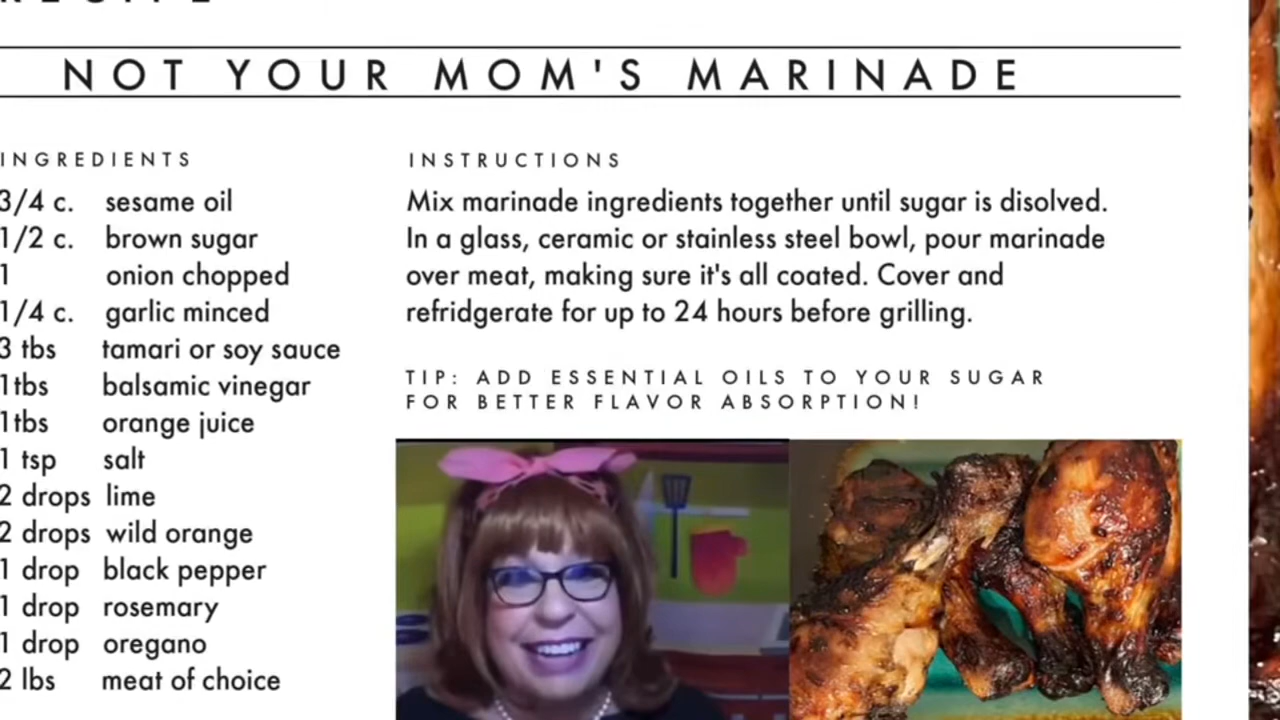 RECIPE
NOT YOUR MOM'S MARINADE
INGREDIENTS
3/4 c. sesame oil
1/2 c. brown sugar
1 onion chopped
1/4 c. garlic minced
3 tbs tamari or soy sauce
1tbs balsamic vinegar
1tbs orange juice
1 tsp salt
2 drops lime
2 drops wild orange
1 drop black pepper
1 drop rosemary
1 drop oregano
2 lbs meat of choice
INSTRUCTIONS
Mix marinade ingredients together until sugar is disolved.
In a glass, ceramic or stainless steel bowl, pour marinade
over meat, making sure it's all coated. Cover and
refridgerate for up to 24 hours before grilling.
TIP: ADD ESSENTIAL OILS TO YOUR SUGAR
FOR BETTER FLAVOR ABSORPTION!